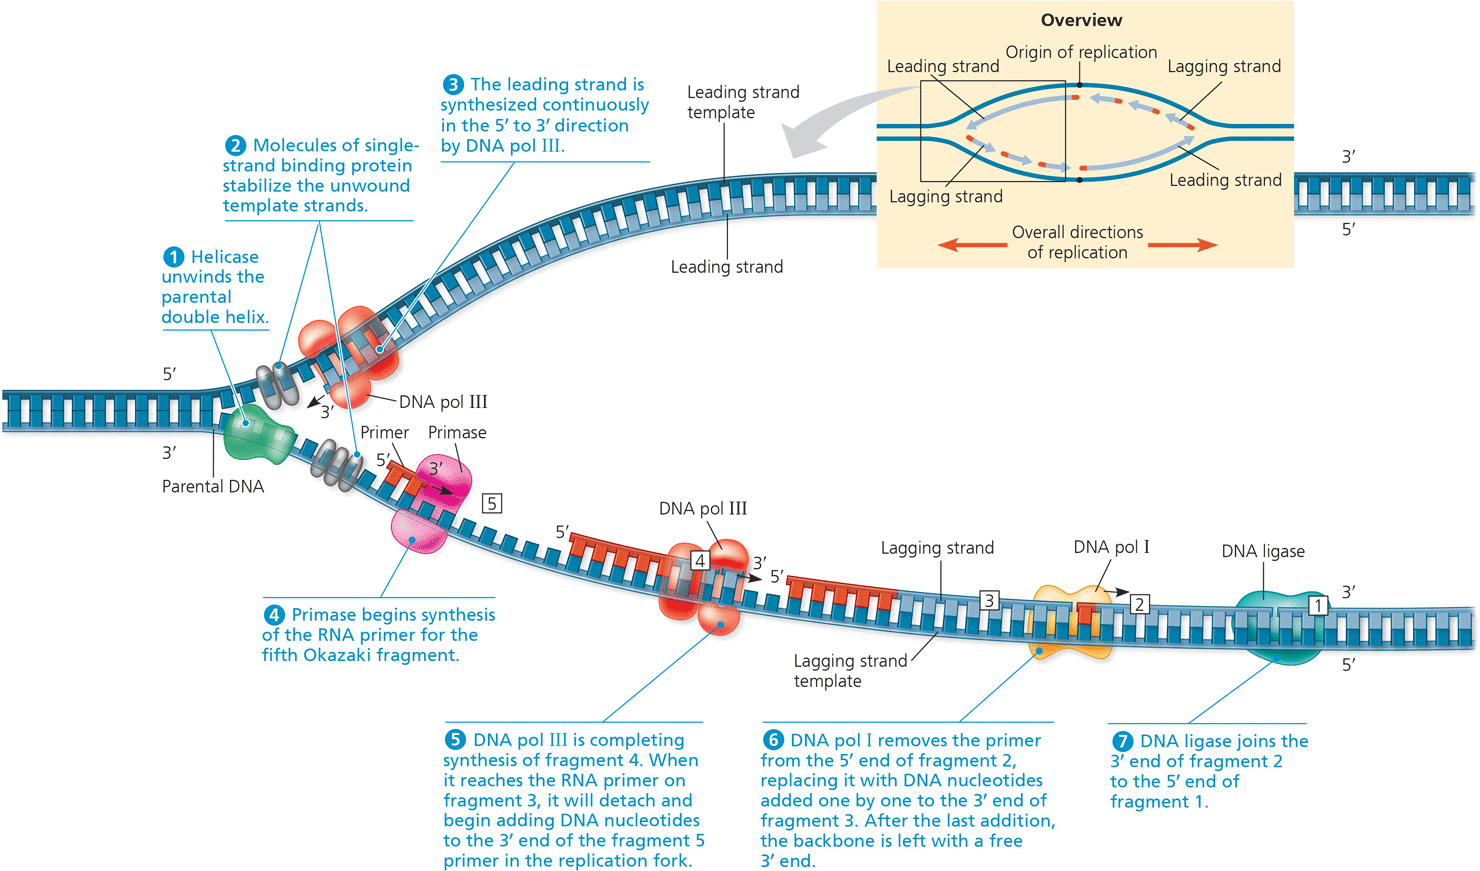 Overview
Origin of replication
Leading strand
Lagging strand
Lagging strand
Leading strand
Overall directions
of replication
❸ The leading strand is
synthesized continuously
in the 5′ to 3′ direction
by DNA pol III.
Leading strand
template
❷ Molecules of single-
strand binding protein
stabilize the unwound
template strands.
❶ Helicase
unwinds the
parental
double helix.
Leading strand
3′
5′
5′
3′
Parental DNA
3′
DNA pol III
Primer
Primase
5′
3′
5
❹ Primase begins synthesis
of the RNA primer for the
fifth Okazaki fragment.
5′
DNA pol III
4
3′
5′
Lagging strand
3
Lagging strand
template
DNA pol I
2
DNA ligase
1
3′
5′
❺ DNA pol III is completing
synthesis of fragment 4. When
it reaches the RNA primer on
fragment 3, it will detach and
begin adding DNA nucleotides
to the 3′ end of the fragment 5
primer in the replication fork.
❻ DNA pol I removes the primer
from the 5′ end of fragment 2,
replacing it with DNA nucleotides
added one by one to the 3′ end of
fragment 3. After the last addition,
the backbone is left with a free
3′ end.
❼ DNA ligase joins the
3′ end of fragment 2
to the 5′ end of
fragment 1.